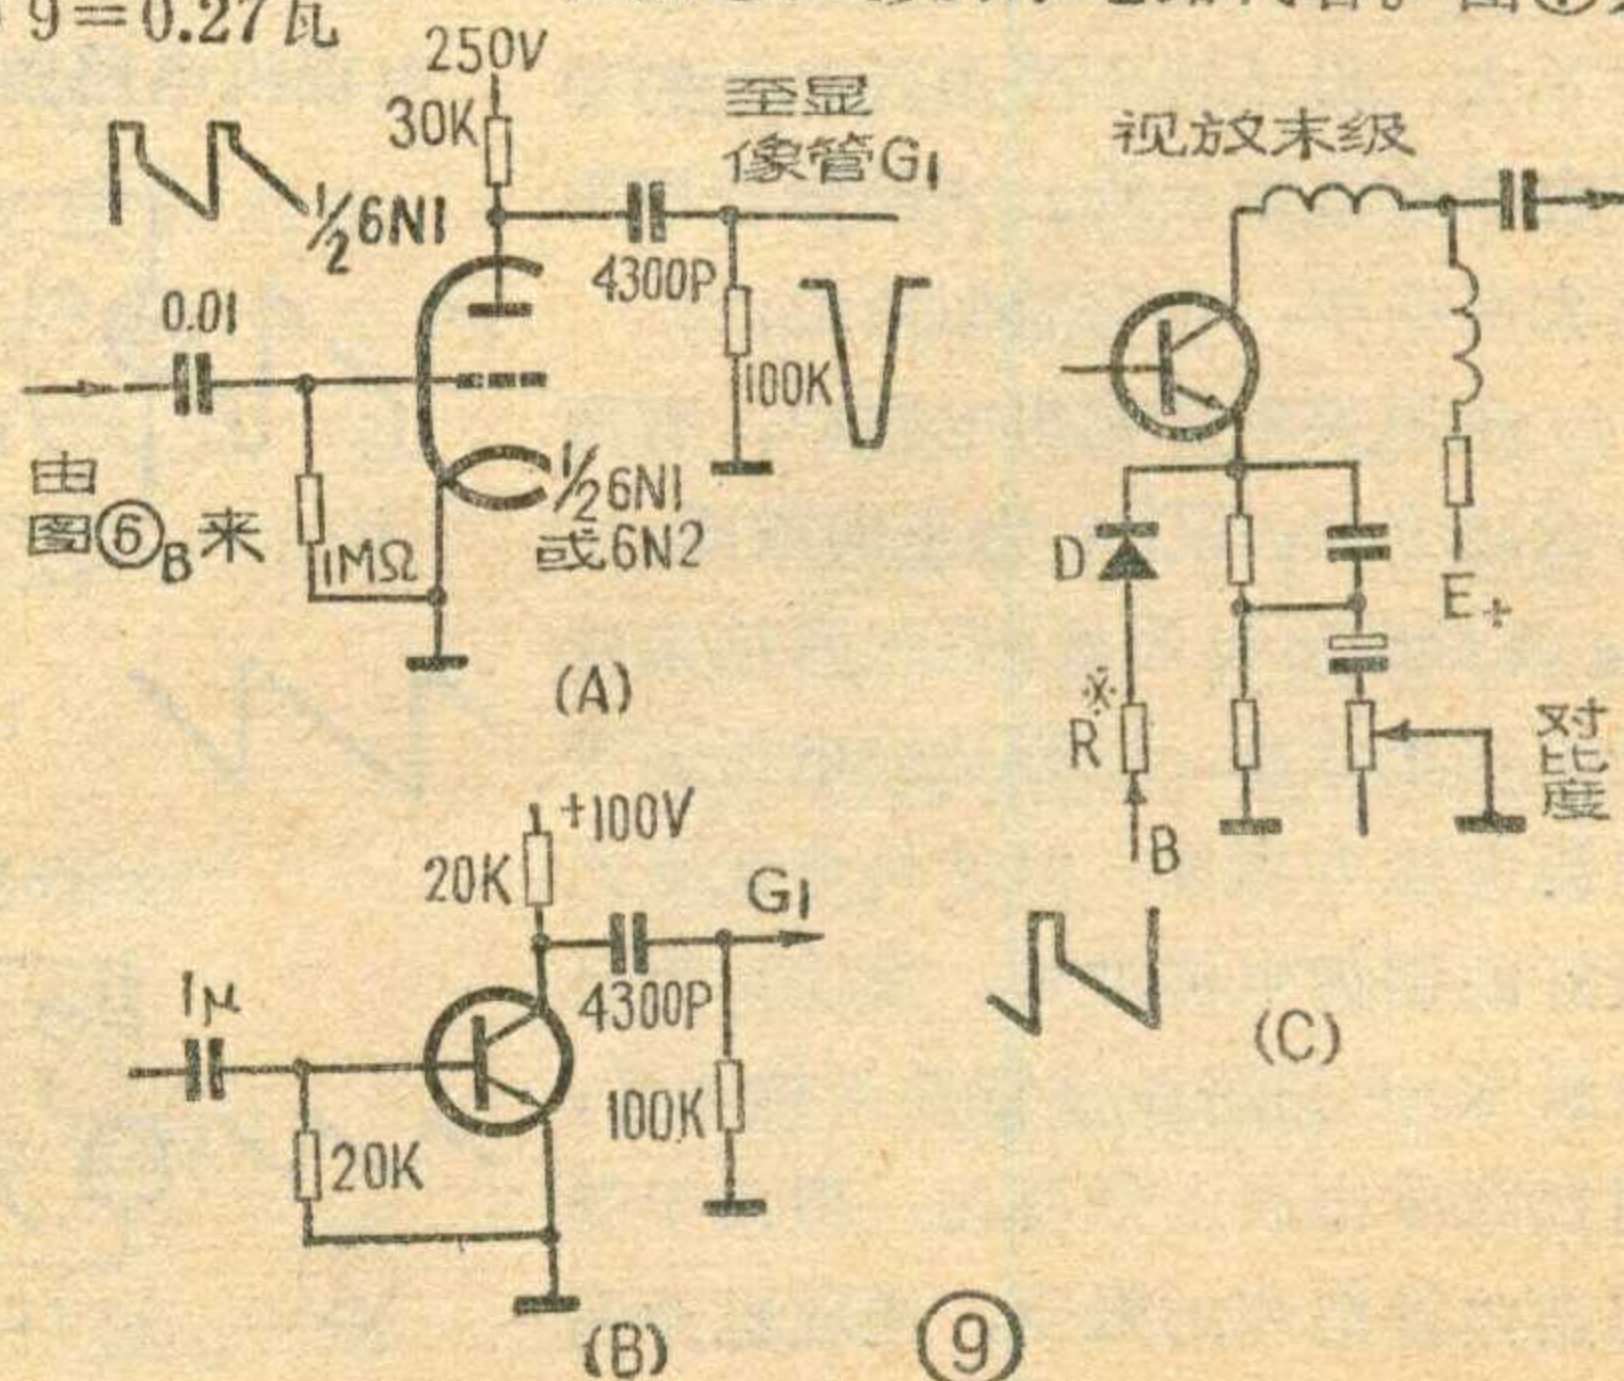 9=0.27瓦
250V
30K
至显
像管G1
½6N1
4300P
0.01
100K
由
图⑥B来
1MΩ
½6N1
或6N2
(A)
视放末级
D
E+
R※
对比度
B
(C)
+100V
20K
G1
1μ
4300P
100K
20K
(B)
⑨